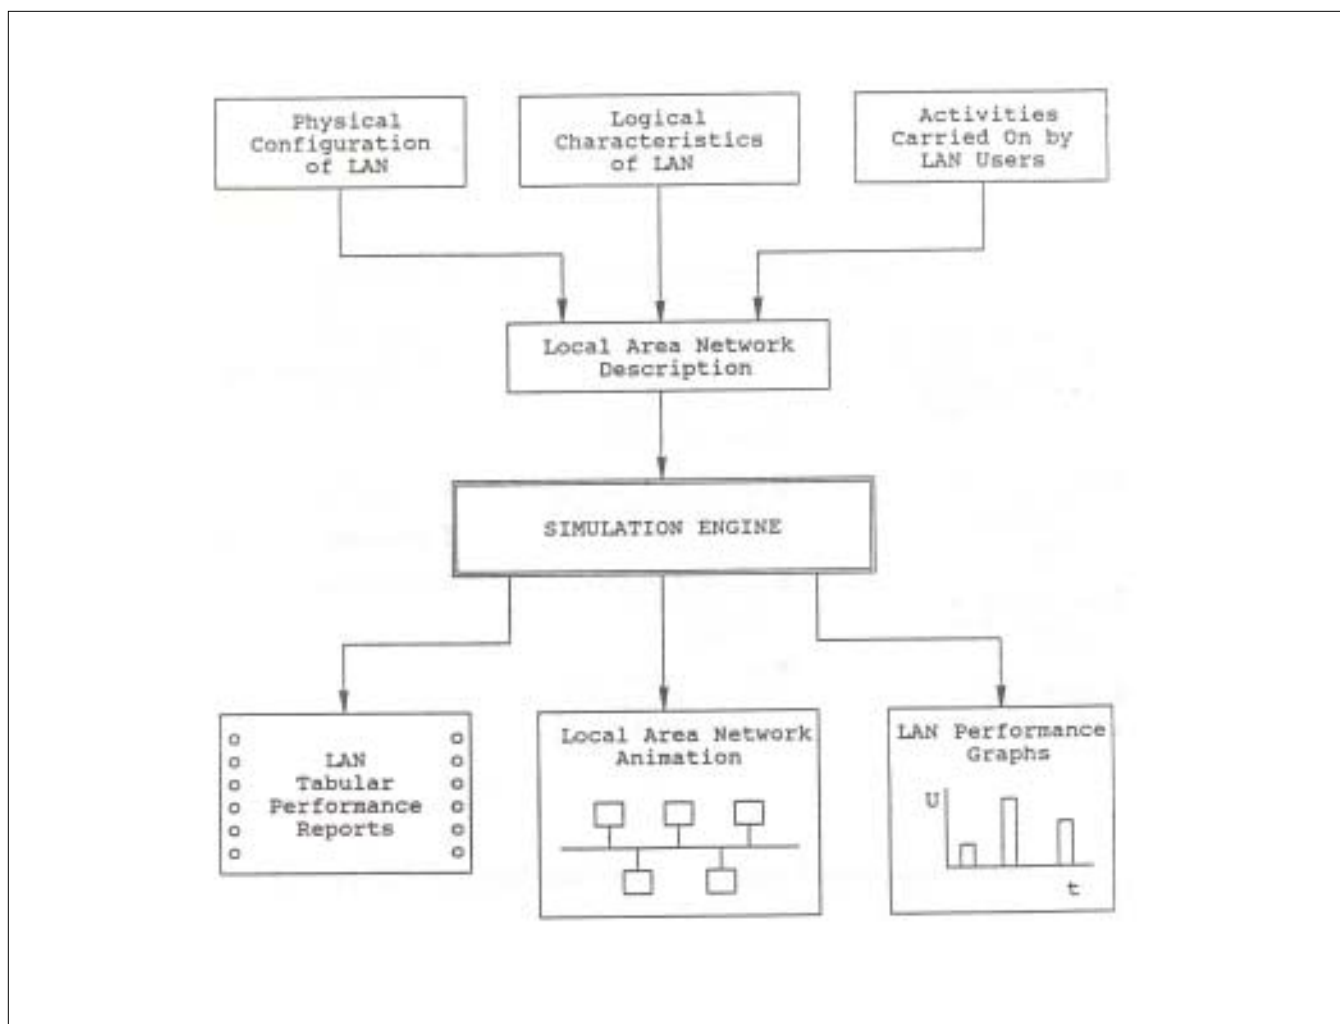 Physical
Configuration
of LAN
Logical
Characteristics
of LAN
Activities
Carried On by
LAN Users
Local Area Network
Description
SIMULATION ENGINE
LAN
Tabular
Performance
Reports
Local Area Network
Animation
LAN Performance
Graphs
U
t